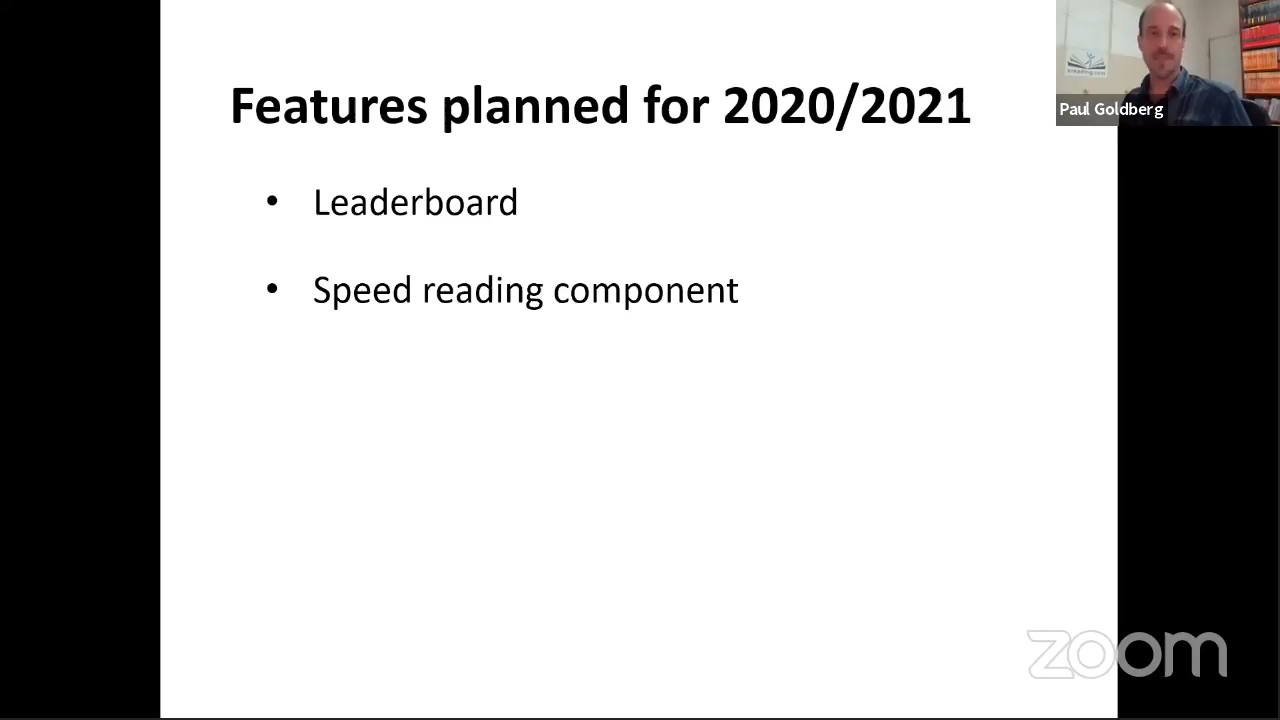 Features planned for 2020/2021
Paul Goldberg
• Leaderboard
• Speed reading component
zoom